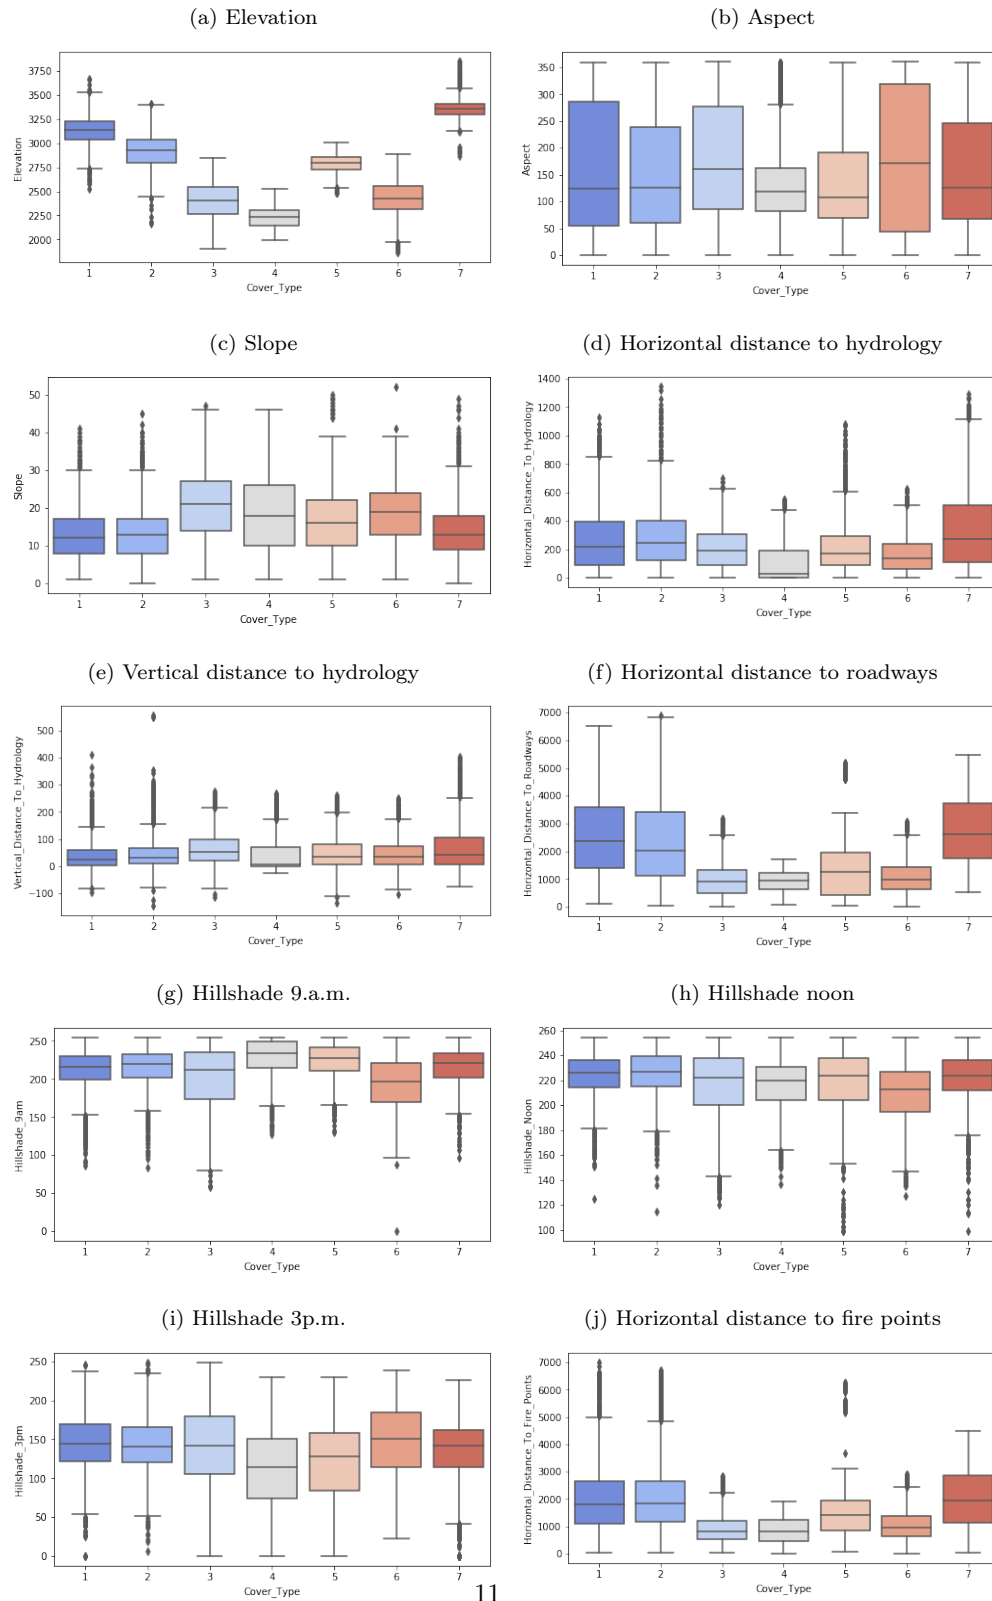 (a) Elevation
(b) Aspect
3750
3500
3250
3000
2750
2500
2250
2000
Elevation
1 2 3 4 5 6 7
Cover_Type
350
300
250
200
150
100
50
0
Aspect
1 2 3 4 5 6 7
Cover_Type
(c) Slope
(d) Horizontal distance to hydrology
50
40
30
20
10
0
Slope
1 2 3 4 5 6 7
Cover_Type
1400
1200
1000
800
600
400
200
0
Horizontal_Distance_To_Hydrology
1 2 3 4 5 6 7
Cover_Type
(e) Vertical distance to hydrology
(f) Horizontal distance to roadways
500
400
300
200
100
0
−100
Vertical_Distance_To_Hydrology
1 2 3 4 5 6 7
Cover_Type
7000
6000
5000
4000
3000
2000
1000
0
Horizontal_Distance_To_Roadways
1 2 3 4 5 6 7
Cover_Type
(g) Hillshade 9.a.m.
(h) Hillshade noon
250
200
150
100
50
0
Hillshade_9am
1 2 3 4 5 6 7
Cover_Type
260
240
220
200
180
160
140
120
100
Hillshade_Noon
1 2 3 4 5 6 7
Cover_Type
(i) Hillshade 3p.m.
(j) Horizontal distance to fire points
250
200
150
100
50
0
Hillshade_3pm
1 2 3 4 5 6 7
Cover_Type
7000
6000
5000
4000
3000
2000
1000
0
Horizontal_Distance_To_Fire_Points
1 2 3 4 5 6 7
Cover_Type
11